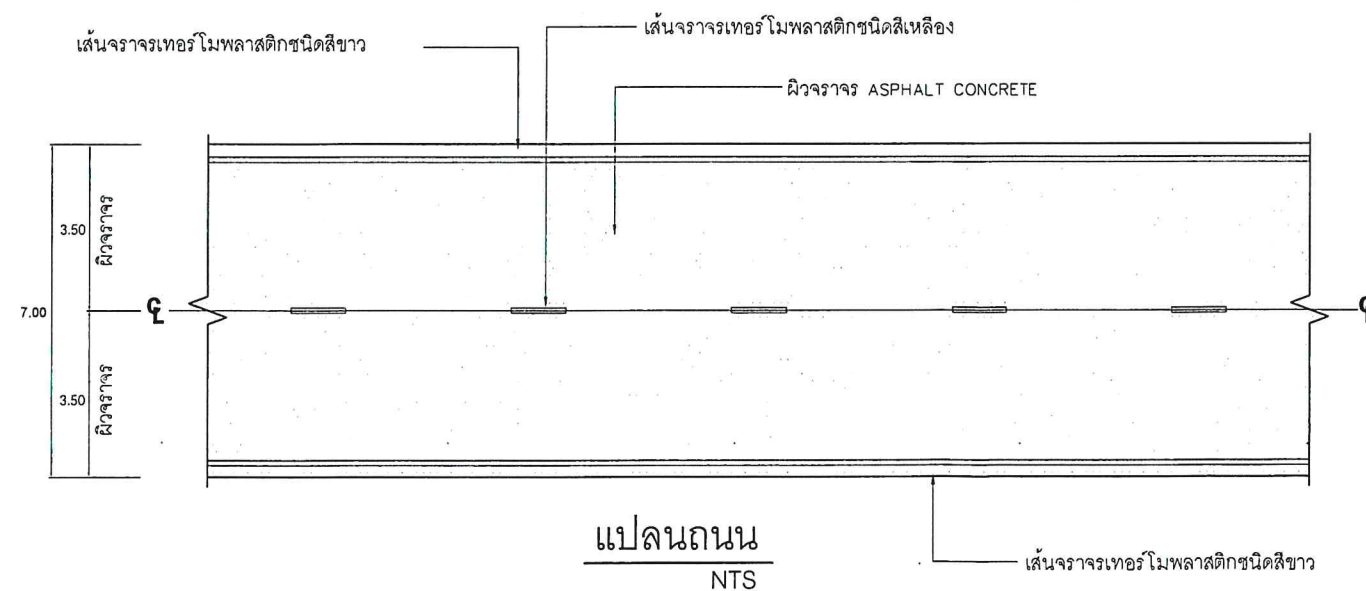 เส้นจราจรเทอร์โมพลาสติกชนิดสีเหลือง
เส้นจราจรเทอร์โมพลาสติกชนิดสีขาว
ผิวจราจร ASPHALT CONCRETE
3.50
ผิวจราจร
7.00
℄
℄
3.50
ผิวจราจร
แปลนถนน
NTS
เส้นจราจรเทอร์โมพลาสติกชนิดสีขาว